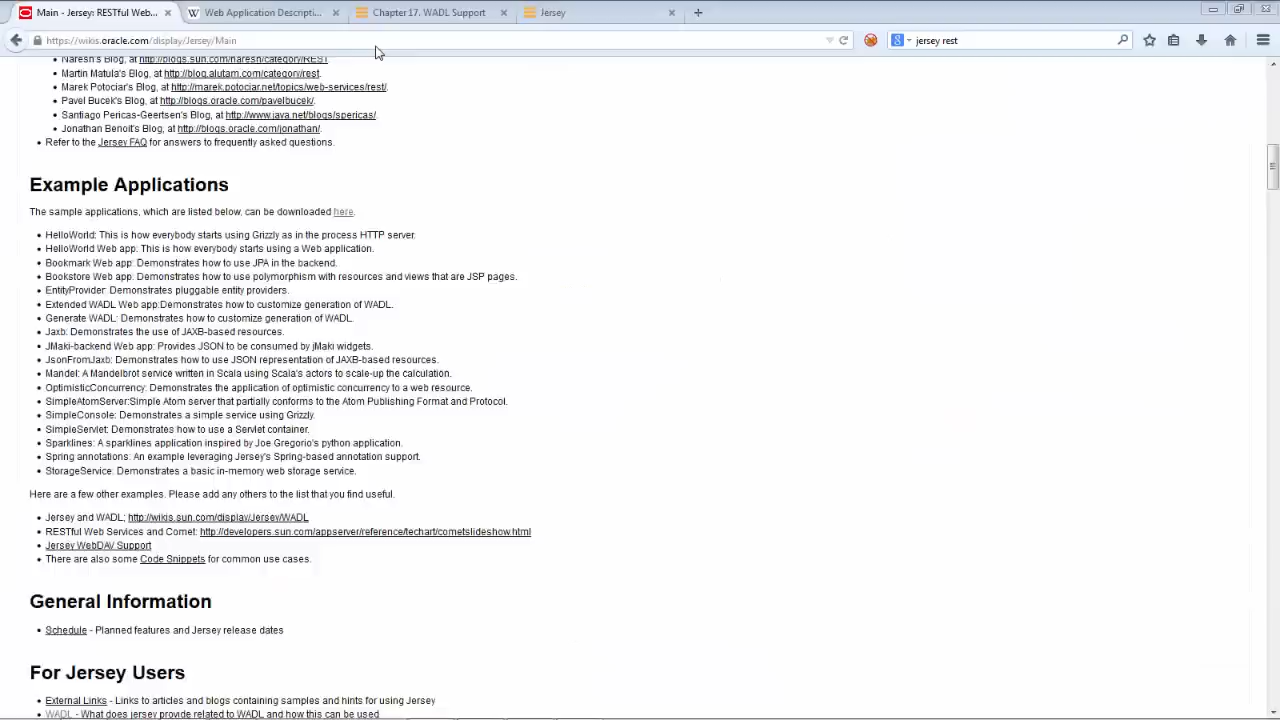 Main - Jersey: RESTful Web...
Web Application Descripti...
Chapter 17. WADL Support
Jersey
https://wikis.oracle.com/display/Jersey/Main
jersey rest
Naresh's Blog, at http://blogs.sun.com/naresh/category/REST.
Martin Matula's Blog, at http://blog.alutam.com/category/rest.
Marek Potociar's Blog, at http://marek.potociar.net/topics/web-services/rest/.
Pavel Bucek's Blog, at http://blogs.oracle.com/pavelbucek/.
Santiago Pericas-Geertsen's Blog, at http://www.java.net/blogs/spericas/.
Jonathan Benoit's Blog, at http://blogs.oracle.com/jonathan/.
Refer to the Jersey FAQ for answers to frequently asked questions.
Example Applications
The sample applications, which are listed below, can be downloaded here.
HelloWorld: This is how everybody starts using Grizzly as in the process HTTP server.
HelloWorld Web app: This is how everybody starts using a Web application.
Bookmark Web app: Demonstrates how to use JPA in the backend.
Bookstore Web app: Demonstrates how to use polymorphism with resources and views that are JSP pages.
EntityProvider: Demonstrates pluggable entity providers.
Extended WADL Web app:Demonstrates how to customize generation of WADL.
Generate WADL: Demonstrates how to customize generation of WADL.
Jaxb: Demonstrates the use of JAXB-based resources.
JMaki-backend Web app: Provides JSON to be consumed by jMaki widgets.
JsonFromJaxb: Demonstrates how to use JSON representation of JAXB-based resources.
Mandel: A Mandelbrot service written in Scala using Scala's actors to scale-up the calculation.
OptimisticConcurrency: Demonstrates the application of optimistic concurrency to a web resource.
SimpleAtomServer:Simple Atom server that partially conforms to the Atom Publishing Format and Protocol.
SimpleConsole: Demonstrates a simple service using Grizzly.
SimpleServlet: Demonstrates how to use a Servlet container.
Sparklines: A sparklines application inspired by Joe Gregorio's python application.
Spring annotations: An example leveraging Jersey's Spring-based annotation support.
StorageService: Demonstrates a basic in-memory web storage service.
Here are a few other examples. Please add any others to the list that you find useful.
Jersey and WADL; http://wikis.sun.com/display/Jersey/WADL
RESTful Web Services and Comet: http://developers.sun.com/appserver/reference/techart/cometslideshow.html
Jersey WebDAV Support
There are also some Code Snippets for common use cases.
General Information
Schedule - Planned features and Jersey release dates
For Jersey Users
External Links - Links to articles and blogs containing samples and hints for using Jersey
WADL - What does jersey provide related to WADL and how this can be used